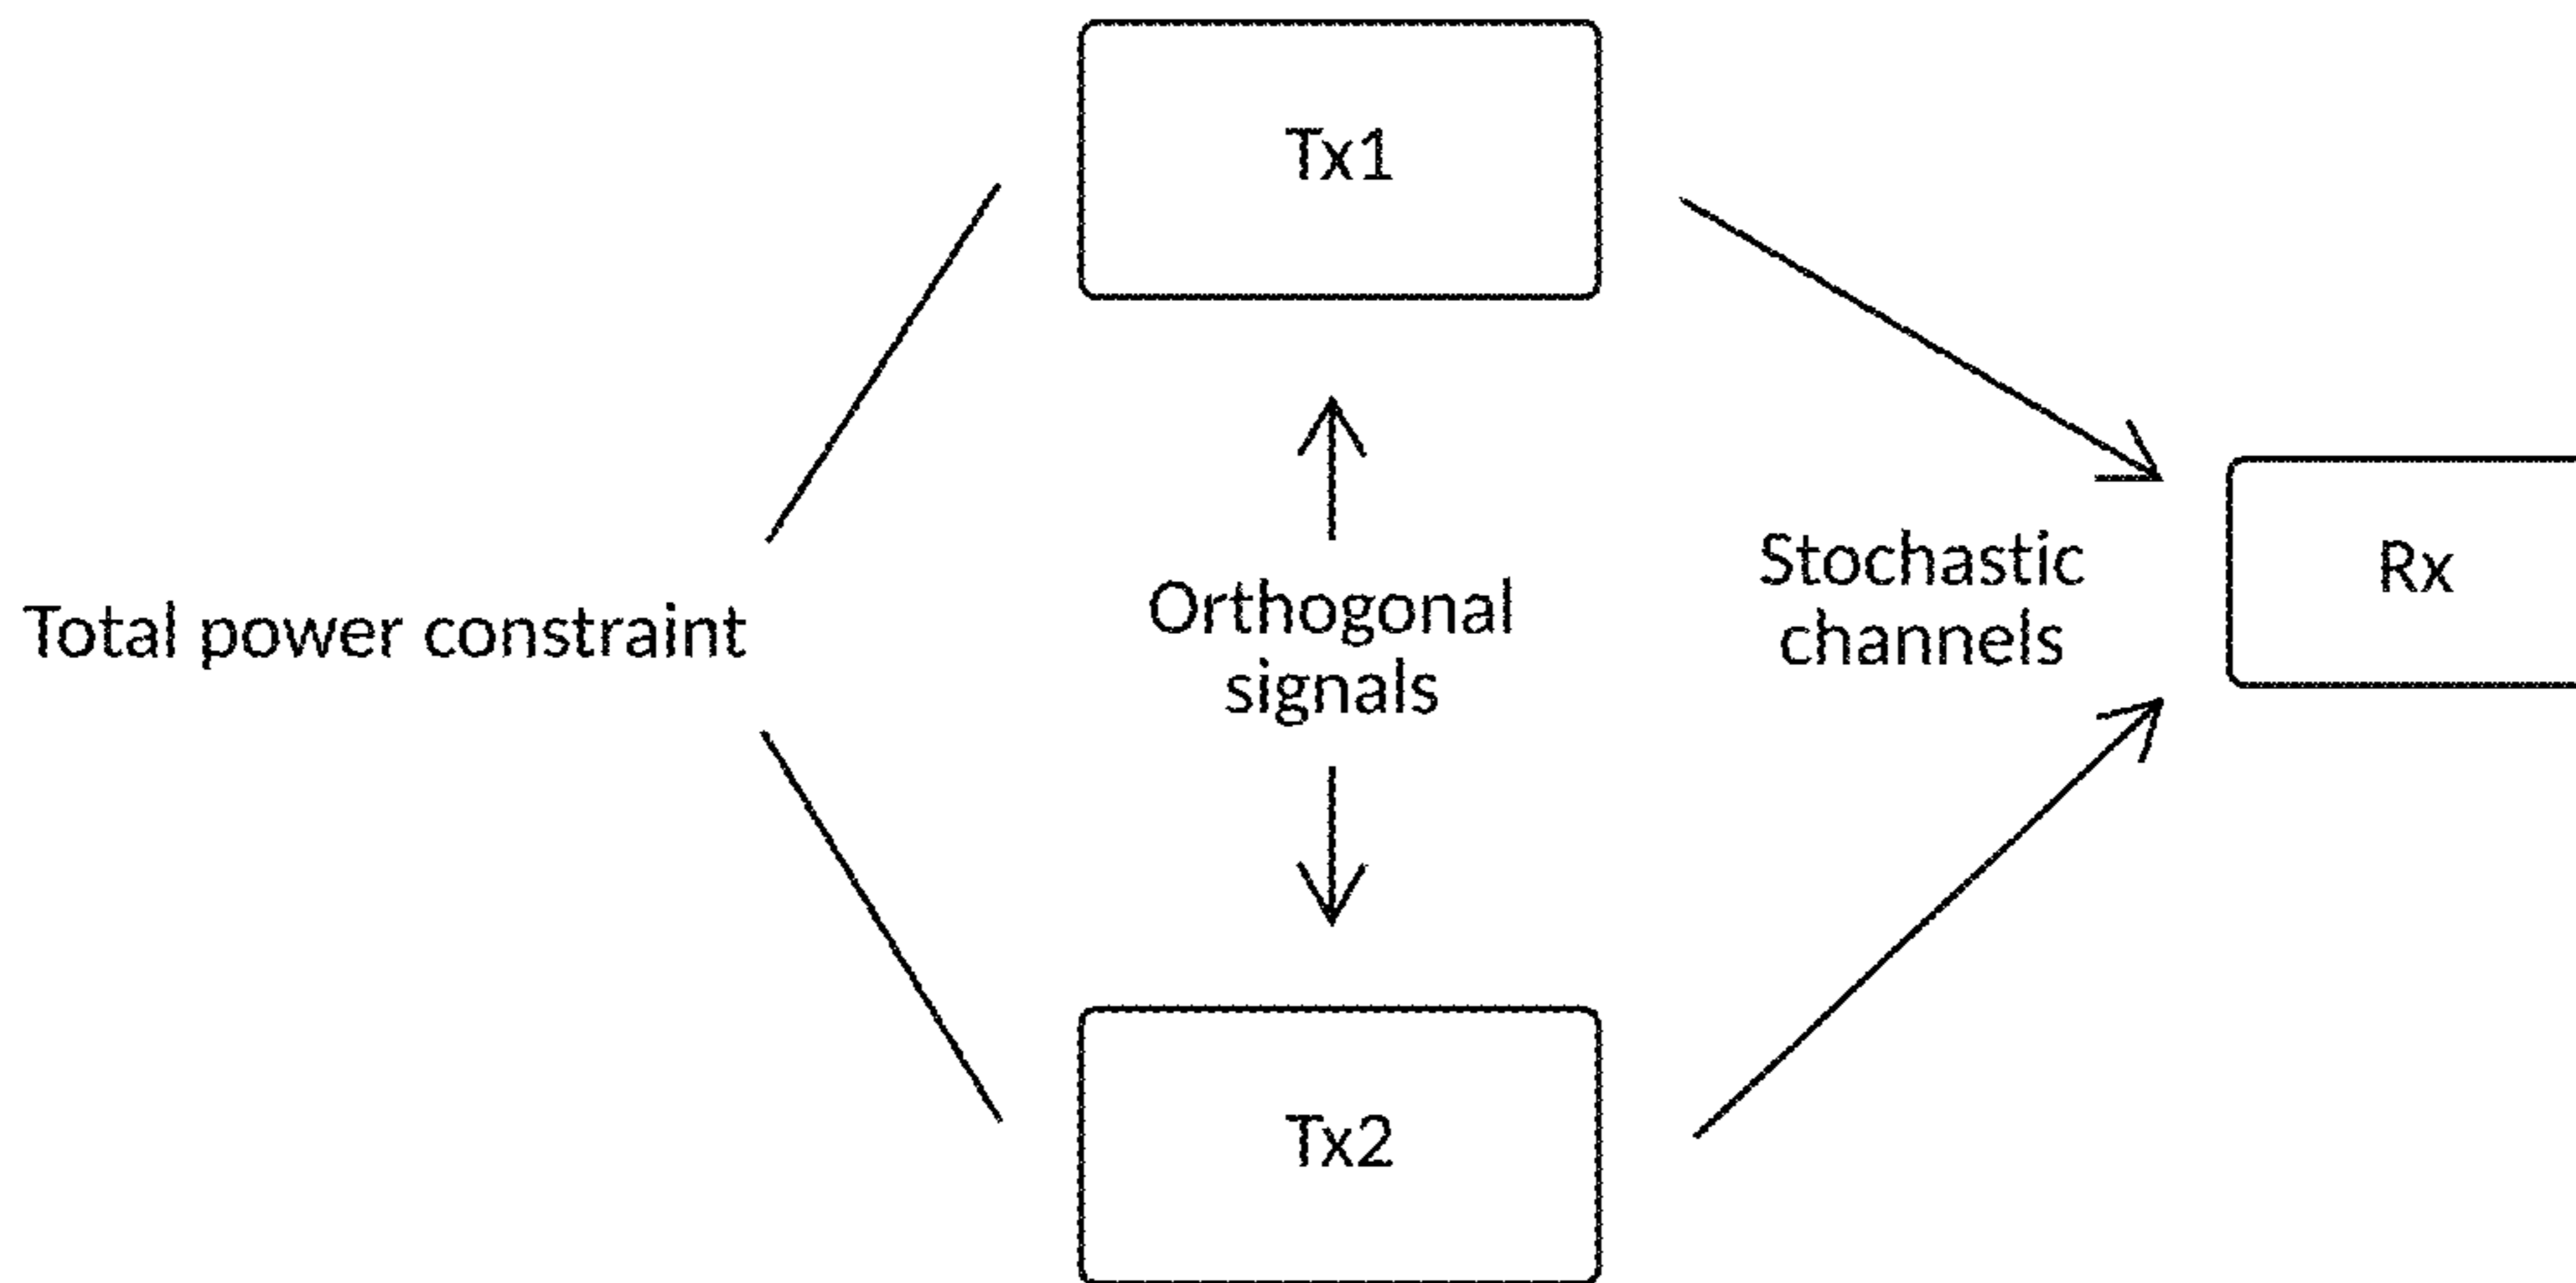 Tx1
Total power constraint
Orthogonal
signals
Stochastic
channels
Rx
Tx2